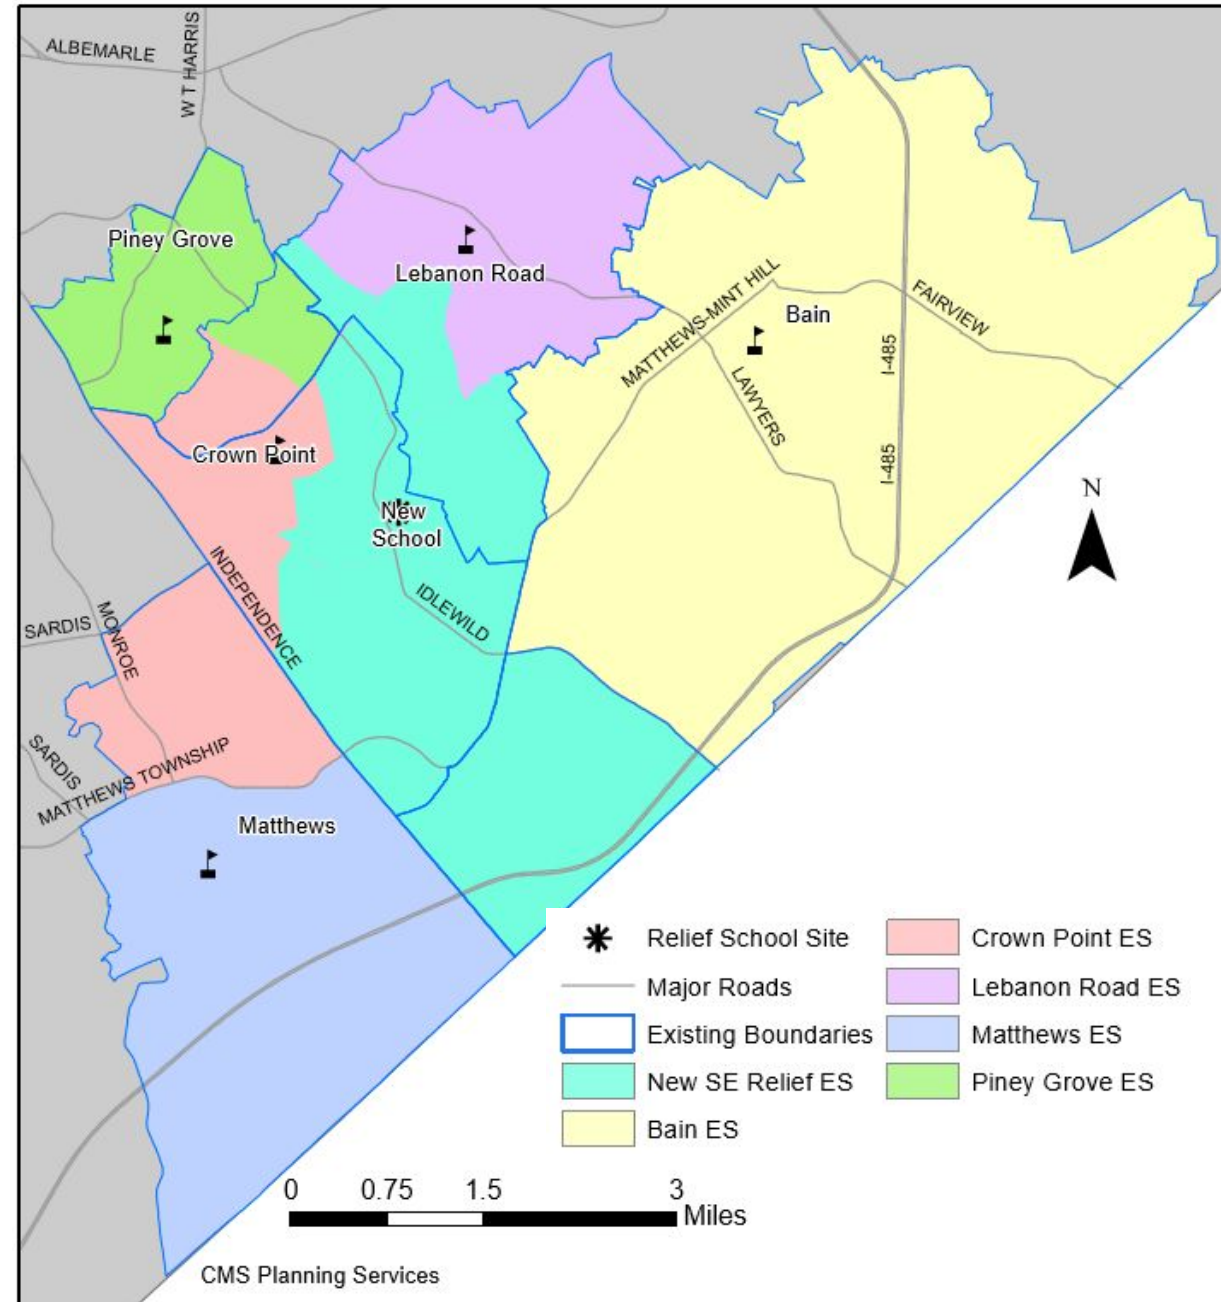 ALBEMARLE
W T HARRIS
Piney Grove
Lebanon Road
MATTHEWS-MINT HILL
Bain
FAIRVIEW
I-485
LAWYERS
Crown Point
I-485
New
School
N
INDEPENDENCE
IDLEWILD
SARDIS
MONROE
SARDIS
MATTHEWS TOWNSHIP
Matthews
Relief School Site
Major Roads
Existing Boundaries
New SE Relief ES
Bain ES
Crown Point ES
Lebanon Road ES
Matthews ES
Piney Grove ES
0 0.75 1.5 3
Miles
CMS Planning Services